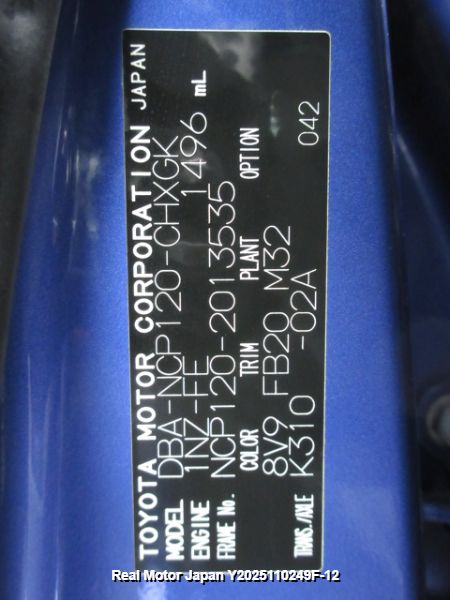 TOYOTA MOTOR CORPORATION JAPAN
MODEL DBA-NCP120-CHXGK
ENGINE 1NZ-FE 1496 mL
FRAME No. NCP120-2013535
COLOR TRIM PLANT OPTION
8V9 FB20 M32 042
TRANS./AXLE K310 -02A
Real Motor Japan Y2025110249F-12